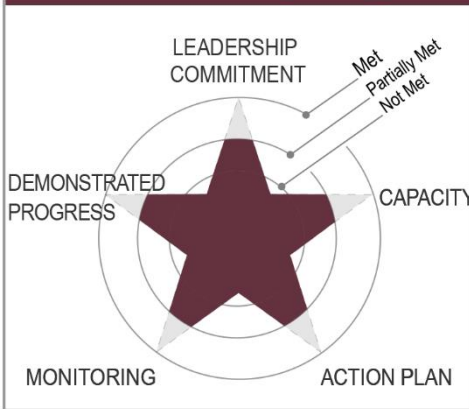 LEADERSHIP
COMMITMENT
Met
Partially Met
Not Met
DEMONSTRATED
PROGRESS
CAPACITY
MONITORING
ACTION PLAN